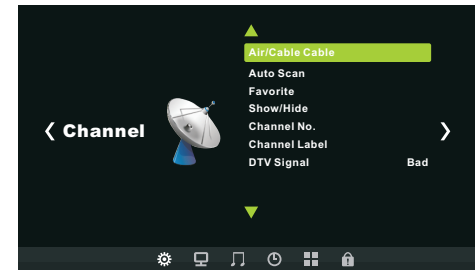 Air/Cable Cable
Auto Scan
Favorite
Show/Hide
Channel
Channel No.
Channel Label
DTV Signal Bad